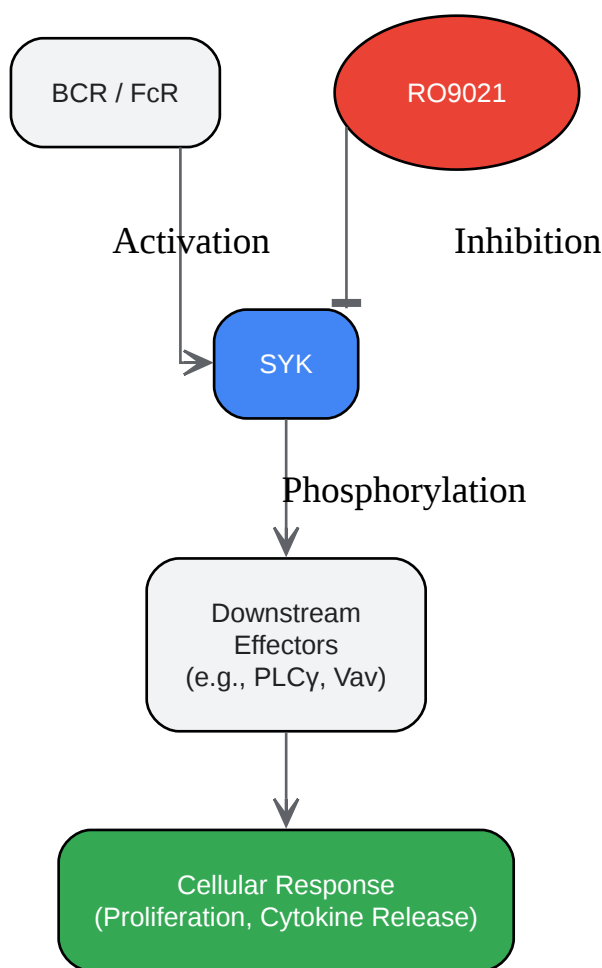 BCR / FcR
RO9021
Activation
Inhibition
SYK
Phosphorylation
Downstream
Effectors
(e.g., PLCγ, Vav)
Cellular Response
(Proliferation, Cytokine Release)